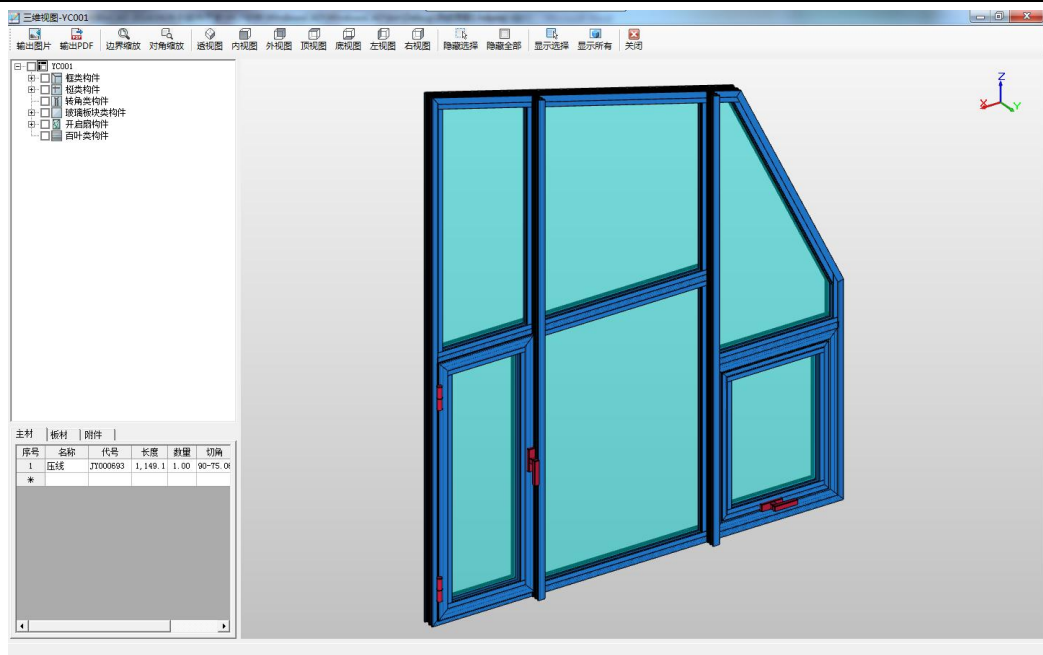 三维视图-YC001
输出图片 输出PDF 边界缩放 对角缩放 透视图 内视图 外视图 顶视图 底视图 左视图 右视图 隐藏选择 隐藏全部 显示选择 显示所有 关闭
YC001
框类构件
梃类构件
转角类构件
玻璃板块类构件
开启扇构件
百叶类构件
Z
X Y
主材 板材 附件
序号 名称 代号 长度 数量 切角
1 压线 JY000693 1,149.1 1.00 90-75.06